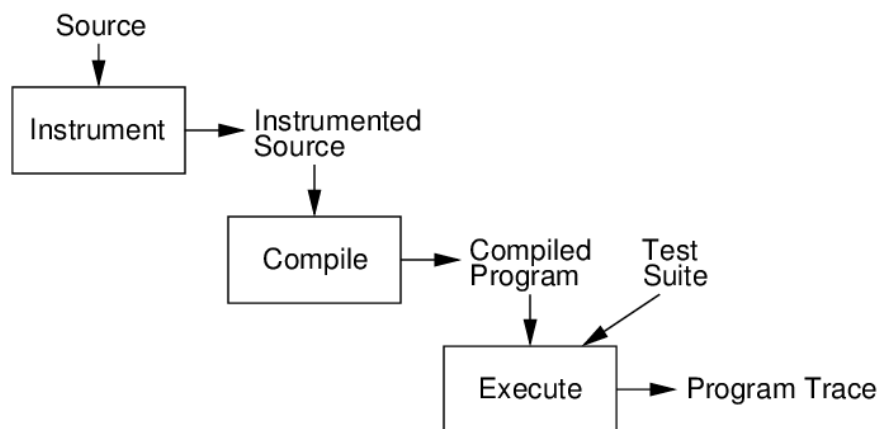 Source
Instrument
Instrumented
Source
Compile
Compiled
Program
Test
Suite
Execute
Program Trace